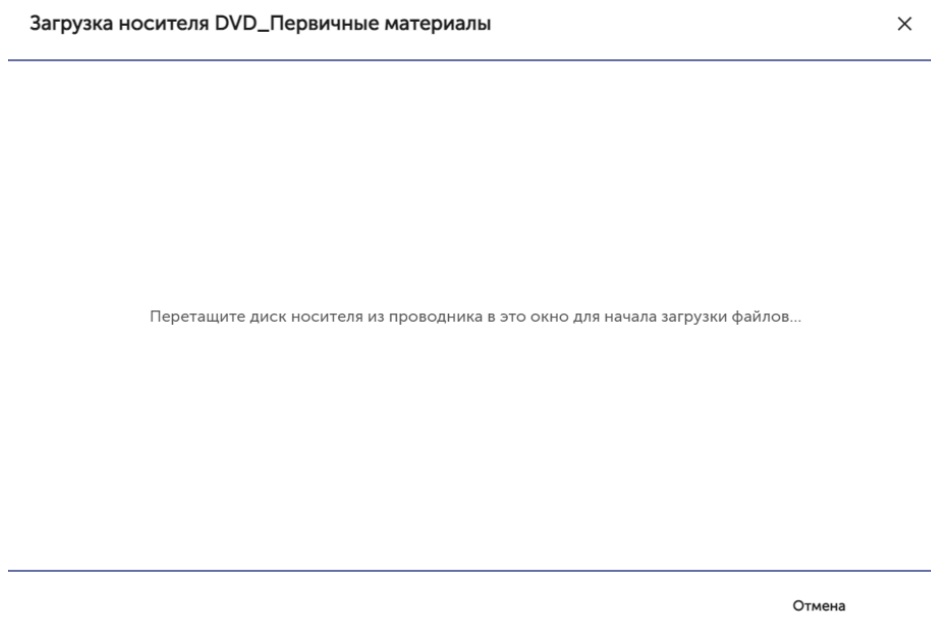 Загрузка носителя DVD_Первичные материалы
Перетащите диск носителя из проводника в это окно для начала загрузки файлов...
Отмена